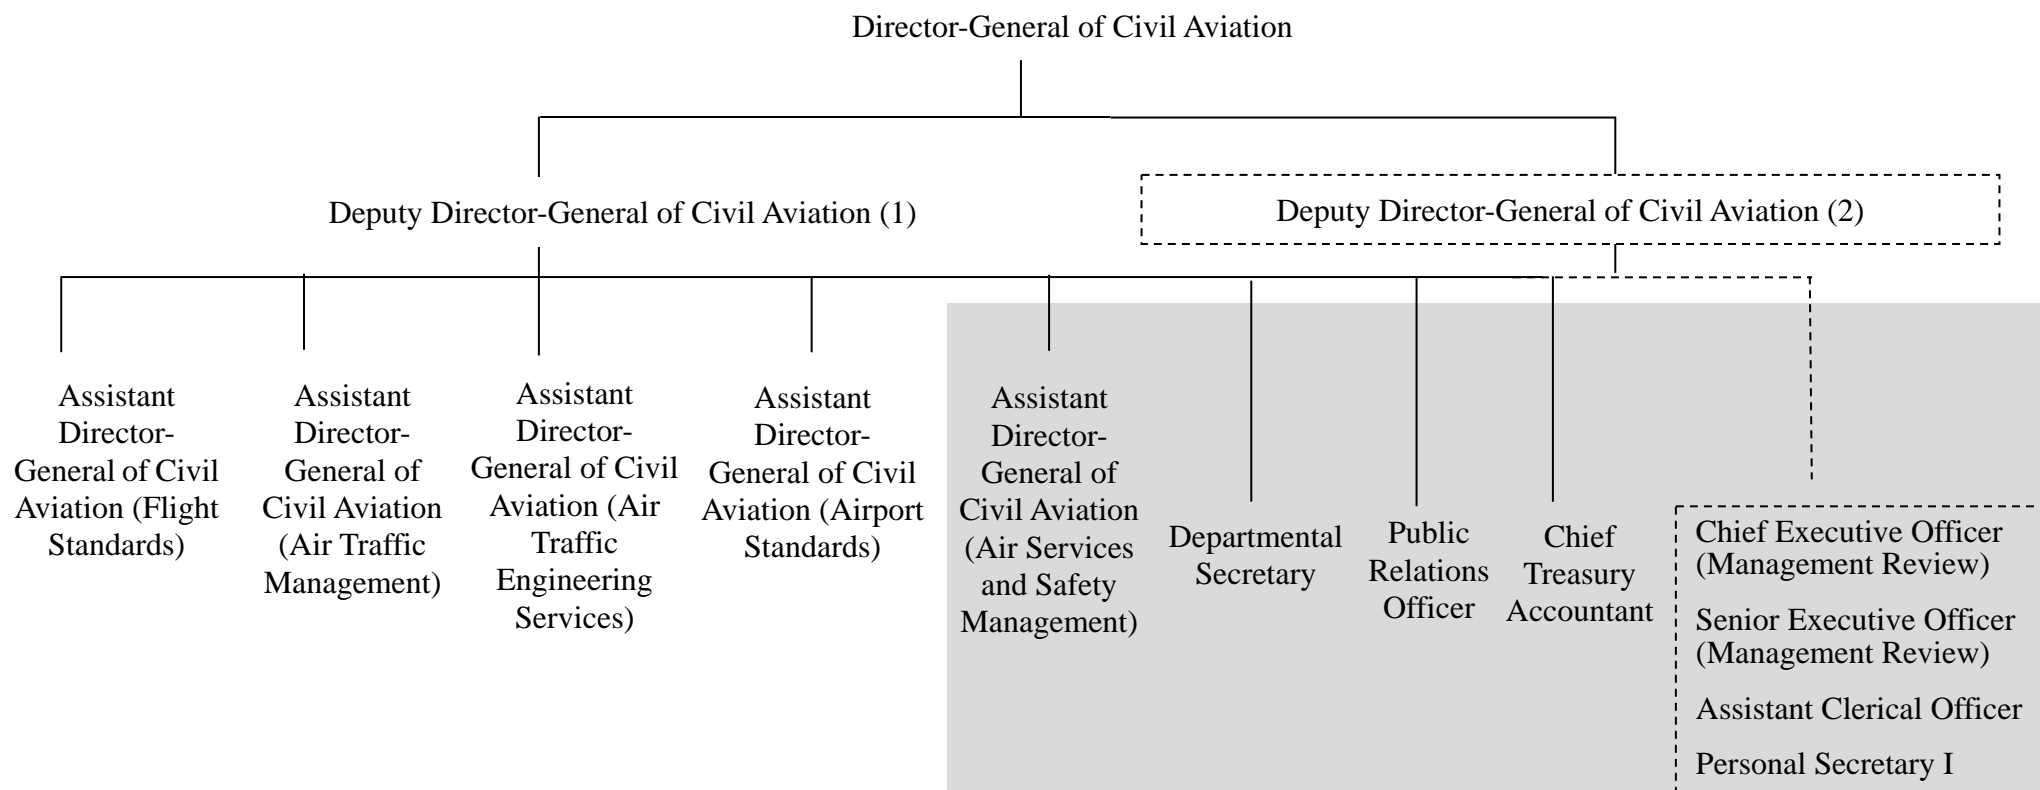 Director-General of Civil Aviation
Deputy Director-General of Civil Aviation (1)
Deputy Director-General of Civil Aviation (2)
Assistant
Director-
General of Civil
Aviation (Flight
Standards)
Assistant
Director-
General of
Civil Aviation
(Air Traffic
Management)
Assistant
Director-
General of Civil
Aviation (Air
Traffic
Engineering
Services)
Assistant
Director-
General of Civil
Aviation (Airport
Standards)
Assistant
Director-
General of
Civil Aviation
(Air Services
and Safety
Management)
Departmental
Secretary
Public
Relations
Officer
Chief
Treasury
Accountant
Chief Executive Officer
(Management Review)
Senior Executive Officer
(Management Review)
Assistant Clerical Officer
Personal Secretary I